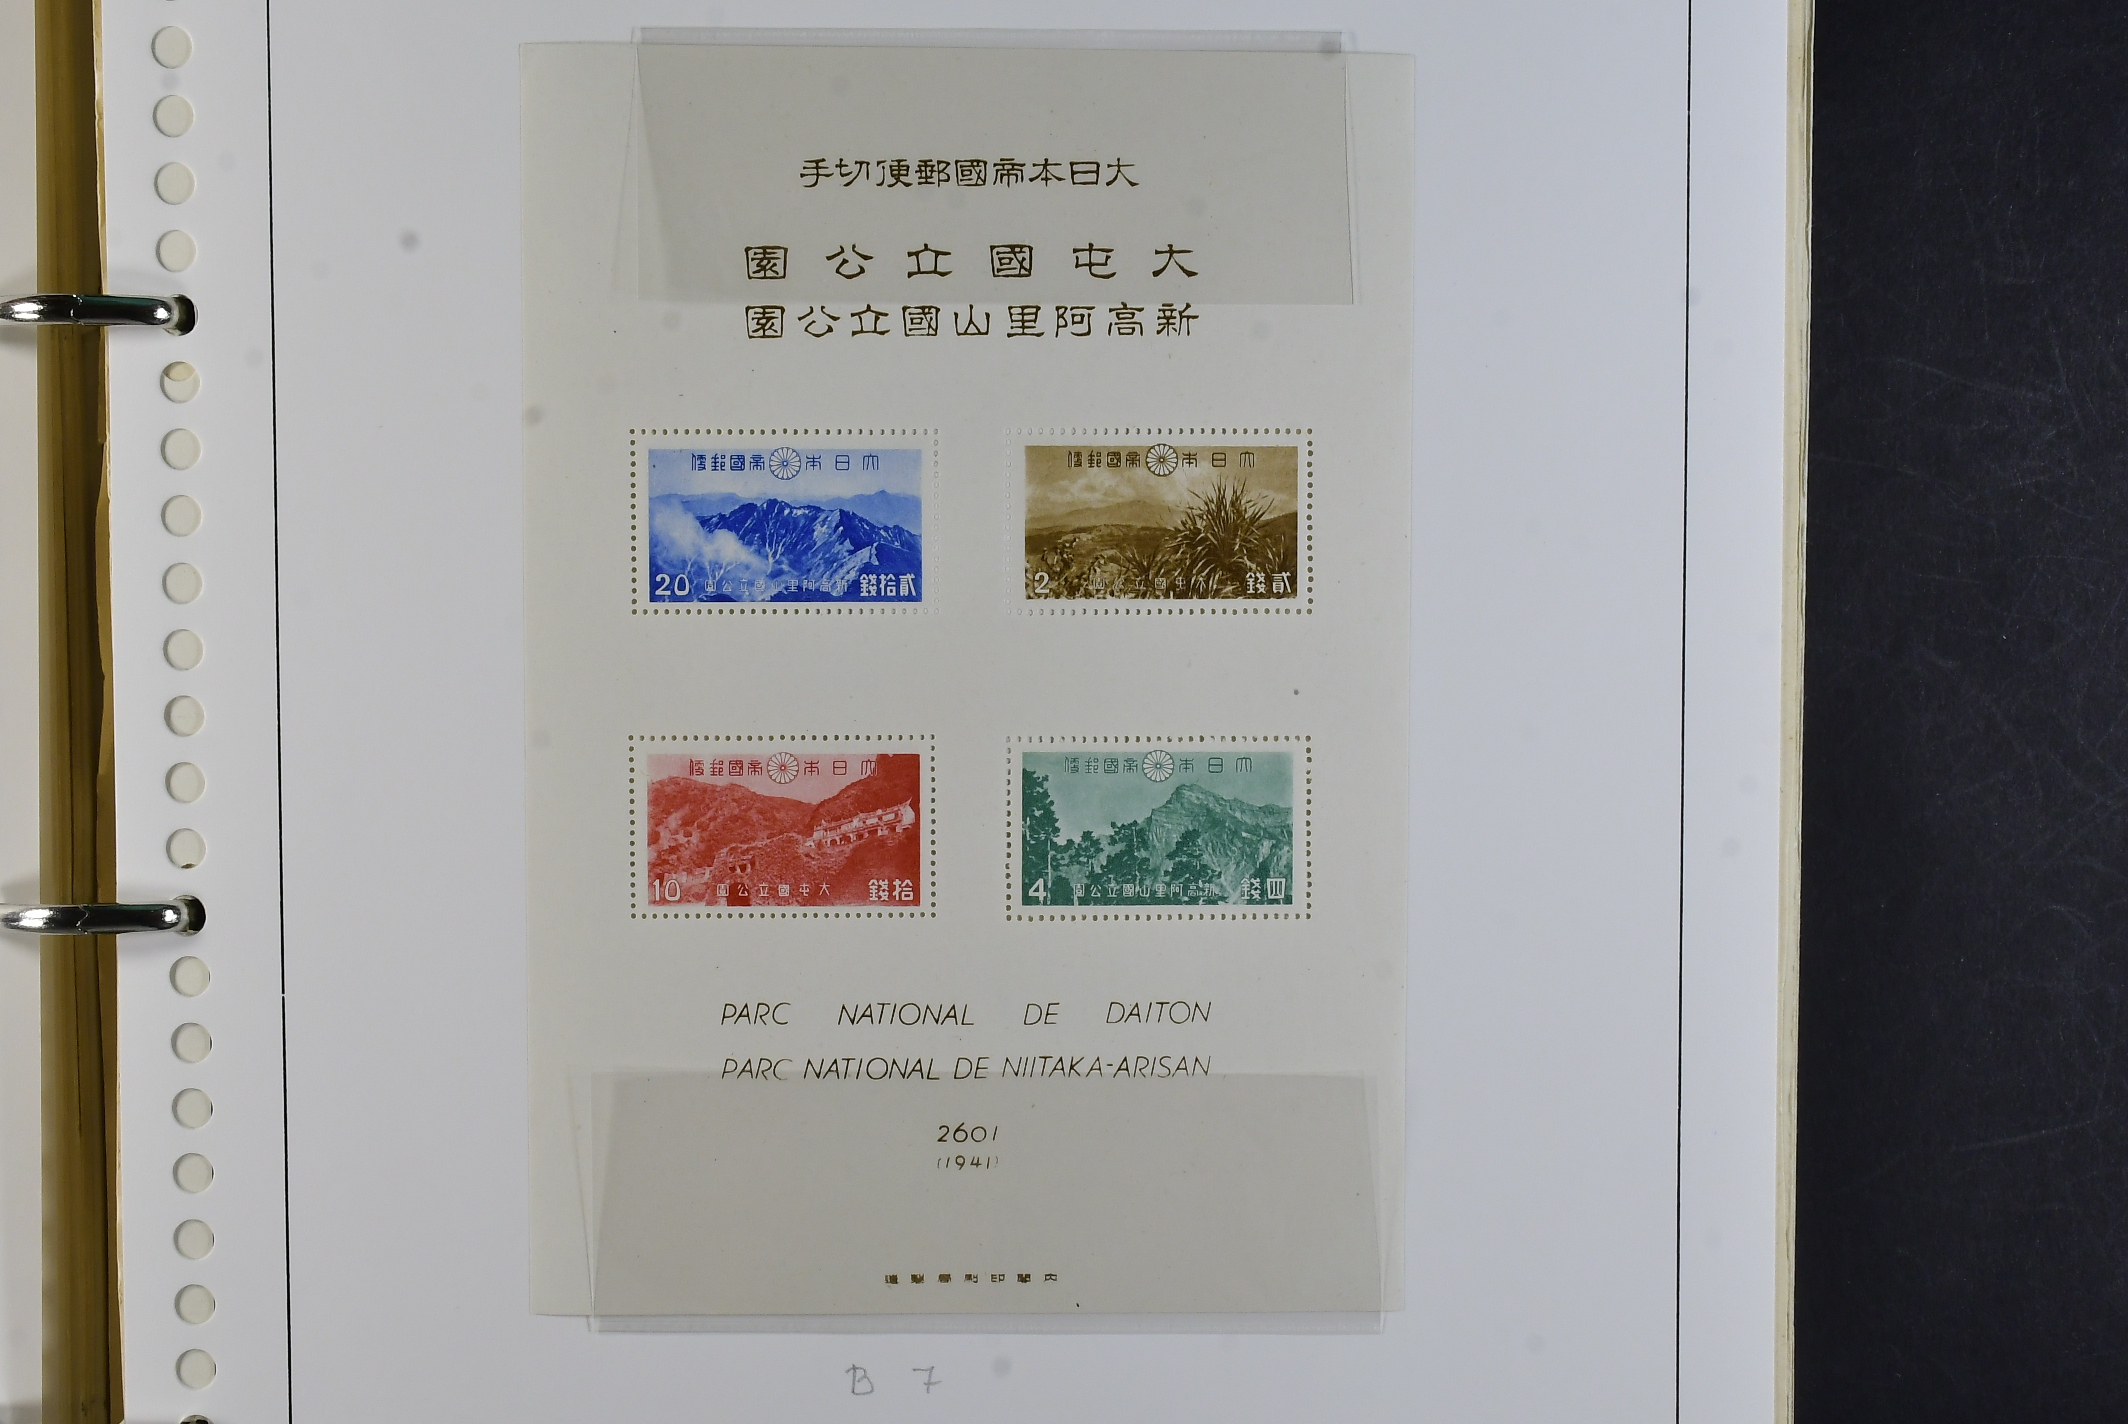 大日本帝國郵便切手
大屯國立公園
新高阿里山國立公園
大日本帝國郵便
20 新高阿里山國立公園 貳拾錢
大日本帝國郵便
2 大屯國立公園 貳錢
大日本帝國郵便
10 大屯國立公園 拾錢
大日本帝國郵便
4 新高阿里山國立公園 四錢
PARC NATIONAL DE DAITON
PARC NATIONAL DE NIITAKA-ARISAN
2601
(1941)
內閣印刷局製造
B 7